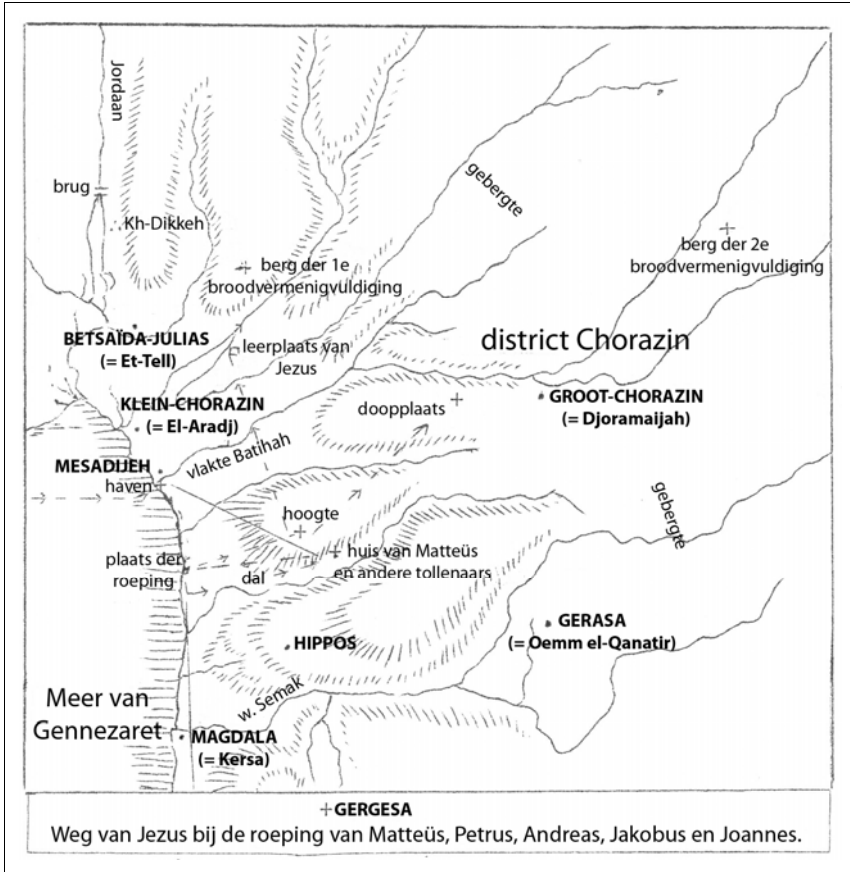 Jordaan
brug
Kh-Dikkeh
gebergte
berg der 1e
broodvermenigvuldiging
berg der 2e
broodvermenigvuldiging
BETSAÏDA-JULIAS
(= Et-Tell)
leerplaats van
Jezus
district Chorazin
KLEIN-CHORAZIN
(= El-Aradj)
doopplaats
GROOT-CHORAZIN
(= Djoramaijah)
vlakte Batihah
MESADIJEH
haven
hoogte
gebergte
plaats der
roeping
dal
huis van Matteüs
en andere tollenaars
GERASA
(= Oemm el-Qanatir)
HIPPOS
w. Semak
Meer van
Gennezaret
MAGDALA
(= Kersa)
GERGESA
Weg van Jezus bij de roeping van Matteüs, Petrus, Andreas, Jakobus en Joannes.